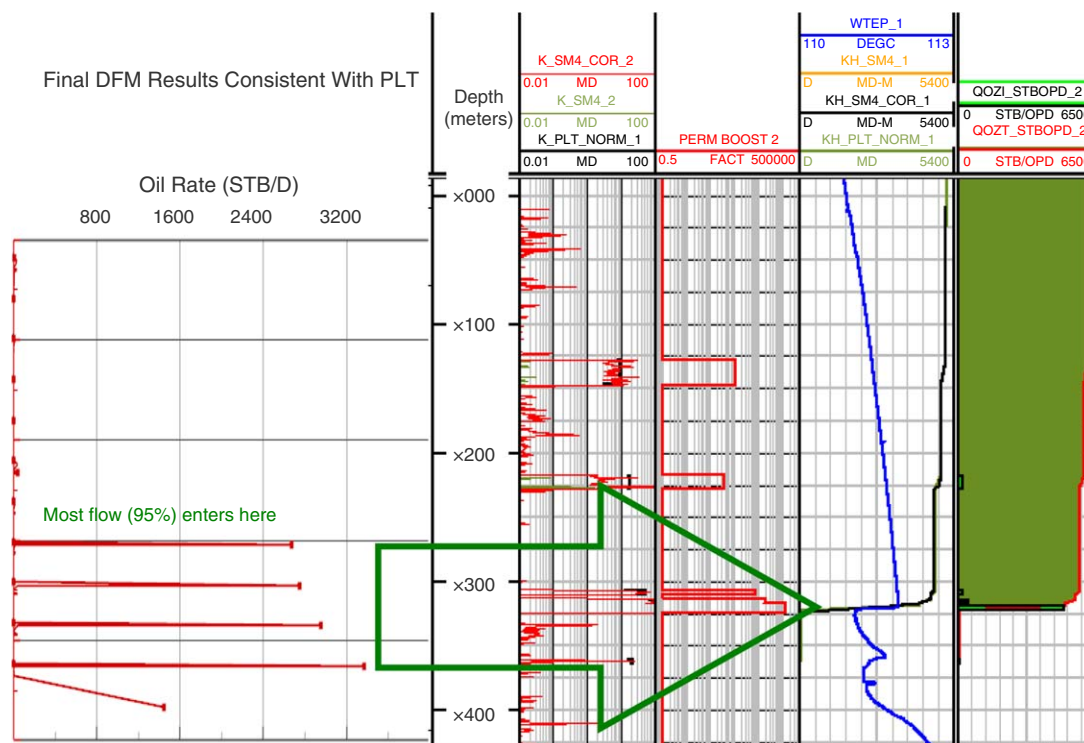 Final DFM Results Consistent With PLT
Oil Rate (STB/D)
800 1600 2400 3200
Most flow (95%) enters here
Depth
(meters)
×000
×100
×200
×300
×400
K_SM4_COR_2
0.01 MD 100
K_SM4_2
0.01 MD 100
K_PLT_NORM_1
0.01 MD 100
PERM BOOST 2
0.5 FACT 500000
WTEP_1
110 DEGC 113
KH_SM4_1
D MD-M 5400
KH_SM4_COR_1
D MD-M 5400
KH_PLT_NORM_1
D MD 5400
QOZI_STBOPD_2
0 STB/OPD 6500
QOZT_STBOPD_2
0 STB/OPD 6500